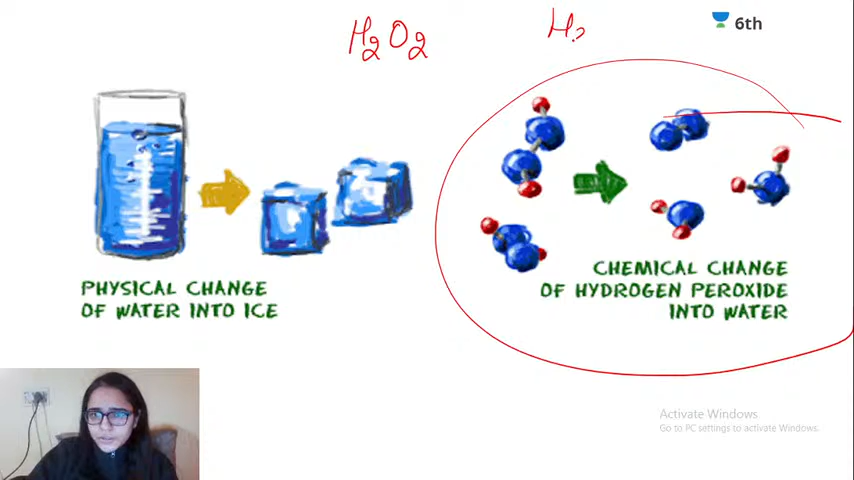 H2O2
H2
6th
PHYSICAL CHANGE
OF WATER INTO ICE
CHEMICAL CHANGE
OF HYDROGEN PEROXIDE
INTO WATER
Activate Windows
Go to PC settings to activate Windows.